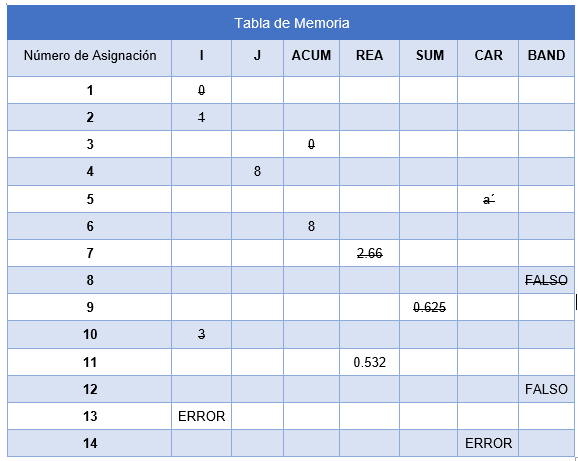 Tabla de Memoria
Número de Asignación I J ACUM REA SUM CAR BAND
1 0
2 1
3 0
4 8
5 a´
6 8
7 2.66
8 FALSO
9 0.625
10 3
11 0.532
12 FALSO
13 ERROR
14 ERROR